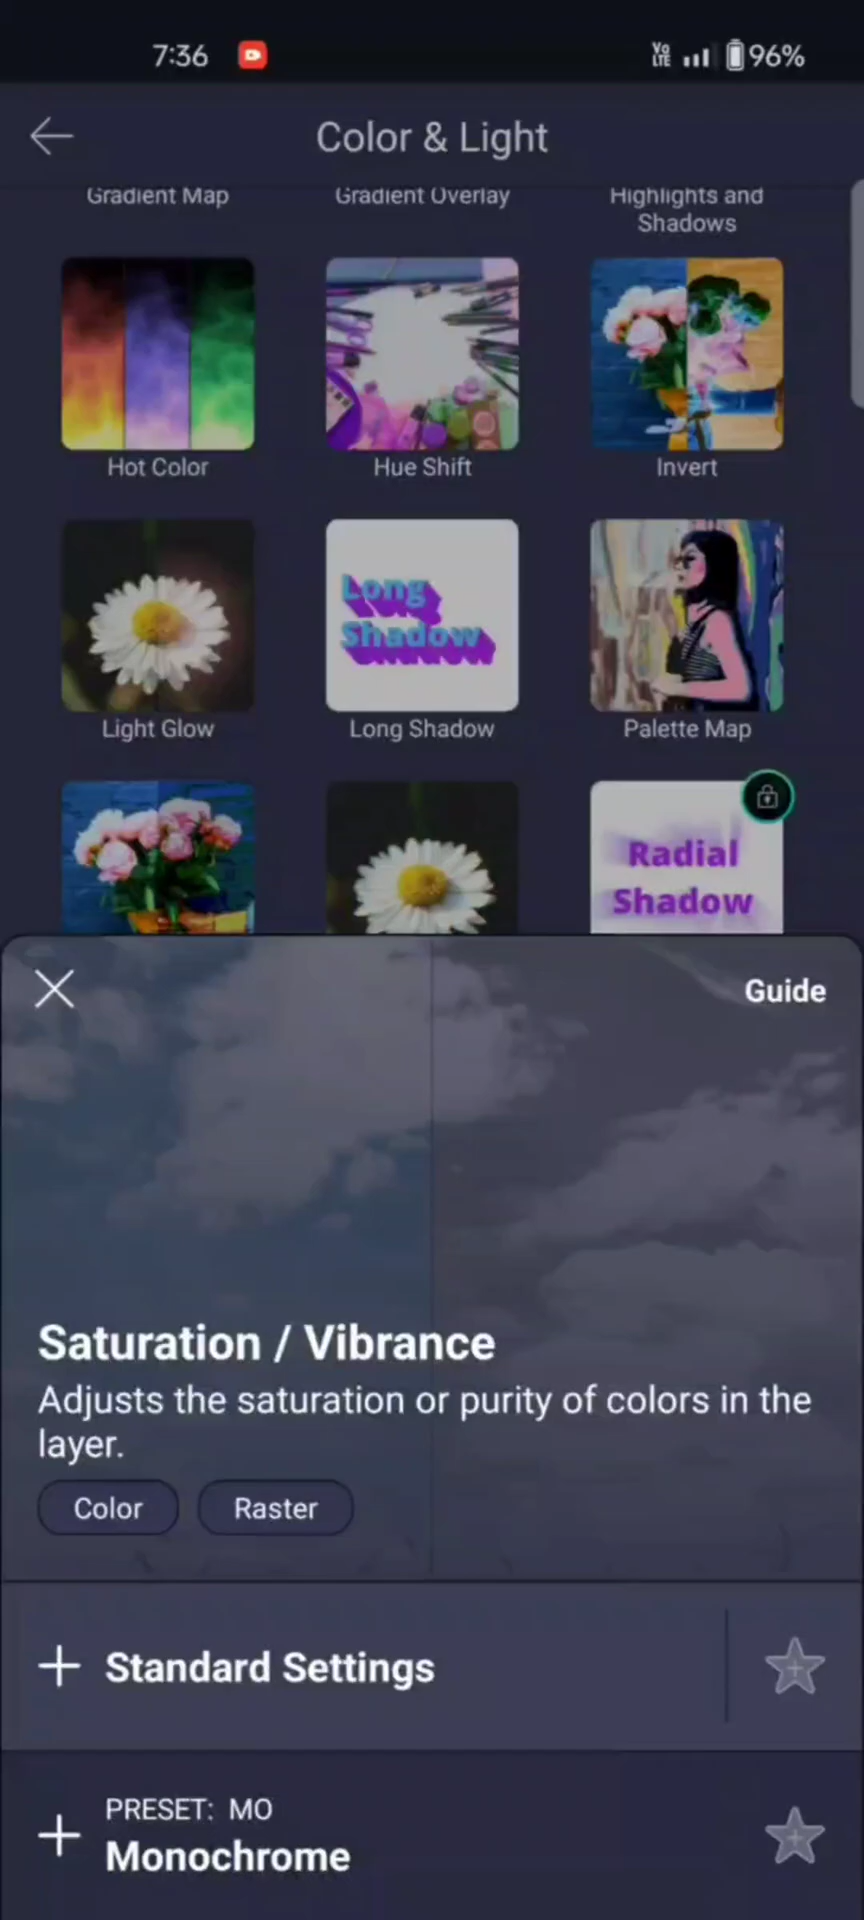 7:36
Vo
LTE
96%
Color & Light
Gradient Map
Gradient Overlay
Highlights and
Shadows
Hot Color
Hue Shift
Invert
Long
Shadow
Light Glow
Long Shadow
Palette Map
Radial
Shadow
Guide
Saturation / Vibrance
Adjusts the saturation or purity of colors in the
layer.
Color
Raster
Standard Settings
PRESET: MO
Monochrome